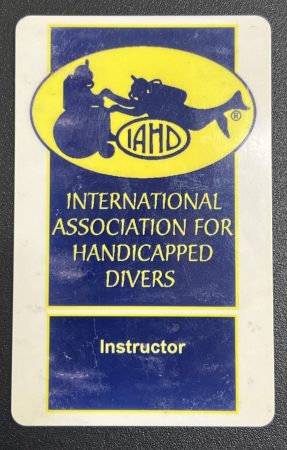 IAHD
®
INTERNATIONAL
ASSOCIATION FOR
HANDICAPPED
DIVERS
Instructor